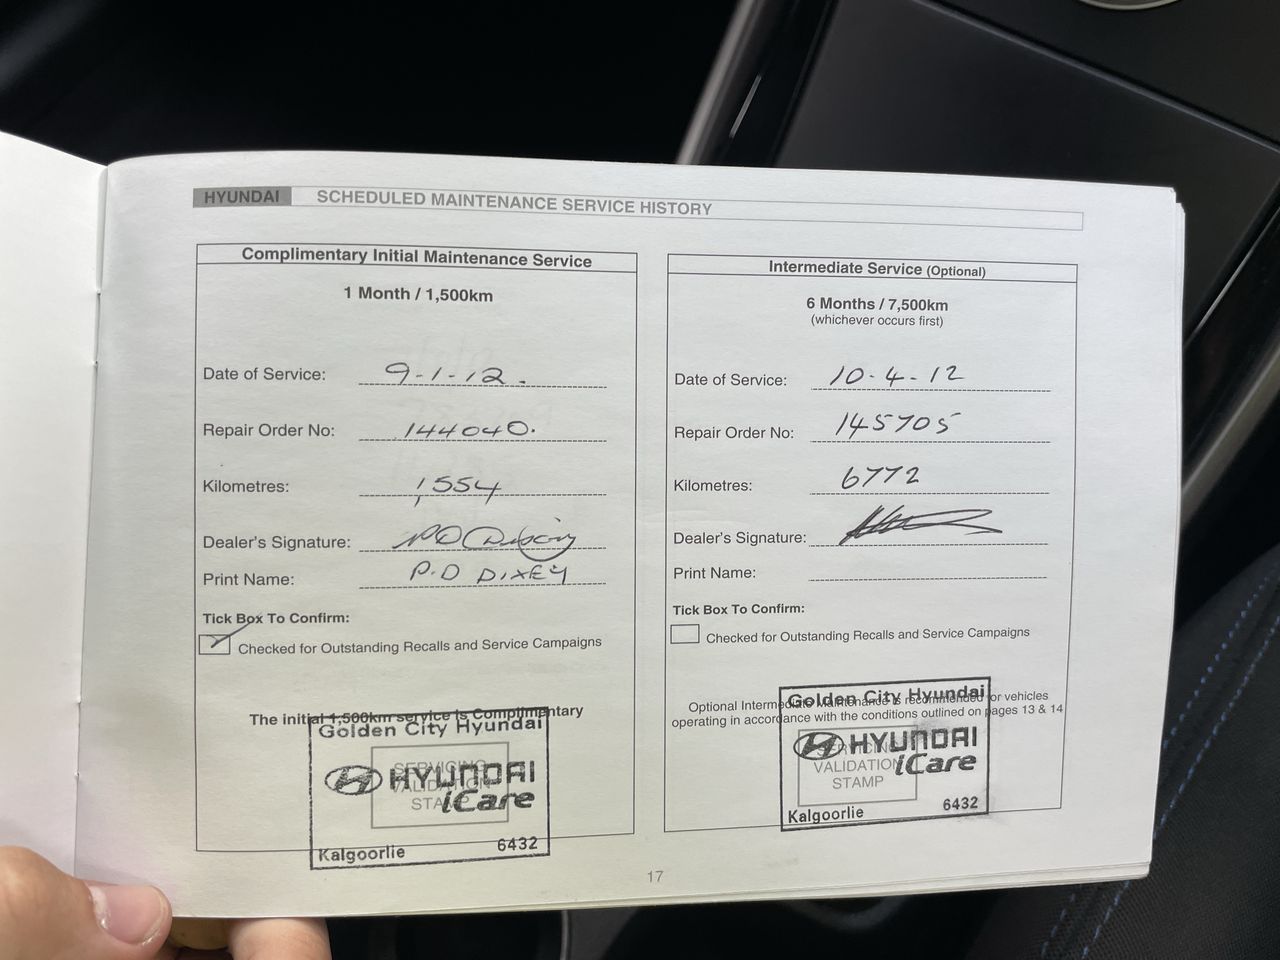 HYUNDAI SCHEDULED MAINTENANCE SERVICE HISTORY
Complimentary Initial Maintenance Service
1 Month / 1,500km
Date of Service: 9-1-12.
Repair Order No: 144040.
Kilometres: 1,554
Dealer's Signature:
Print Name: P.D DIXEY
Tick Box To Confirm:
Checked for Outstanding Recalls and Service Campaigns
The initial 1,500km service is Complimentary
Golden City Hyundai
SERVICING
HYUNDAI
VALIDATION
iCare
STAMP
Kalgoorlie 6432
Intermediate Service (Optional)
6 Months / 7,500km
(whichever occurs first)
Date of Service: 10-4-12
Repair Order No: 145705
Kilometres: 6772
Dealer's Signature:
Print Name:
Tick Box To Confirm:
Checked for Outstanding Recalls and Service Campaigns
Optional Intermediate Maintenance is recommended for vehicles
operating in accordance with the conditions outlined on pages 13 & 14
Golden City Hyundai
SERVICING
HYUNDAI
VALIDATION
iCare
STAMP
Kalgoorlie 6432
17